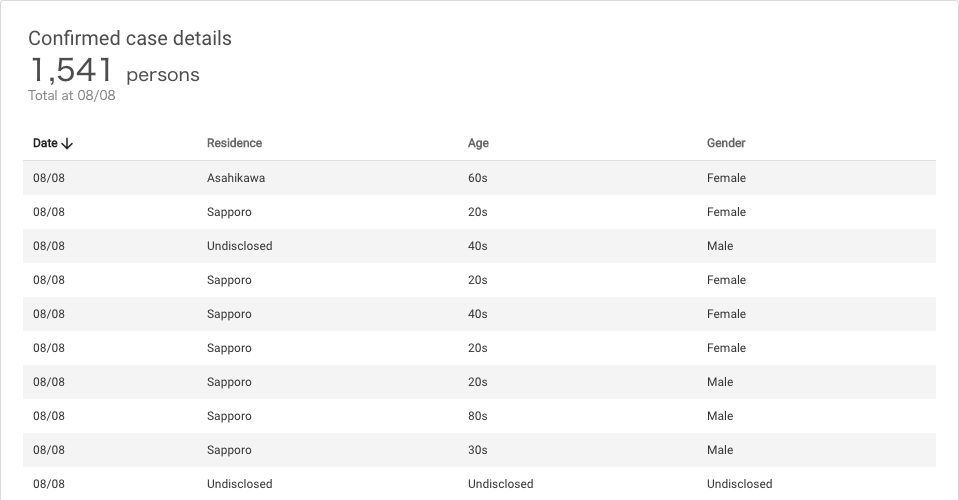 Confirmed case details
1,541 persons
Total at 08/08
Date Residence Age Gender
08/08 Asahikawa 60s Female
08/08 Sapporo 20s Female
08/08 Undisclosed 40s Male
08/08 Sapporo 20s Female
08/08 Sapporo 40s Female
08/08 Sapporo 20s Female
08/08 Sapporo 20s Male
08/08 Sapporo 80s Male
08/08 Sapporo 30s Male
08/08 Undisclosed Undisclosed Undisclosed